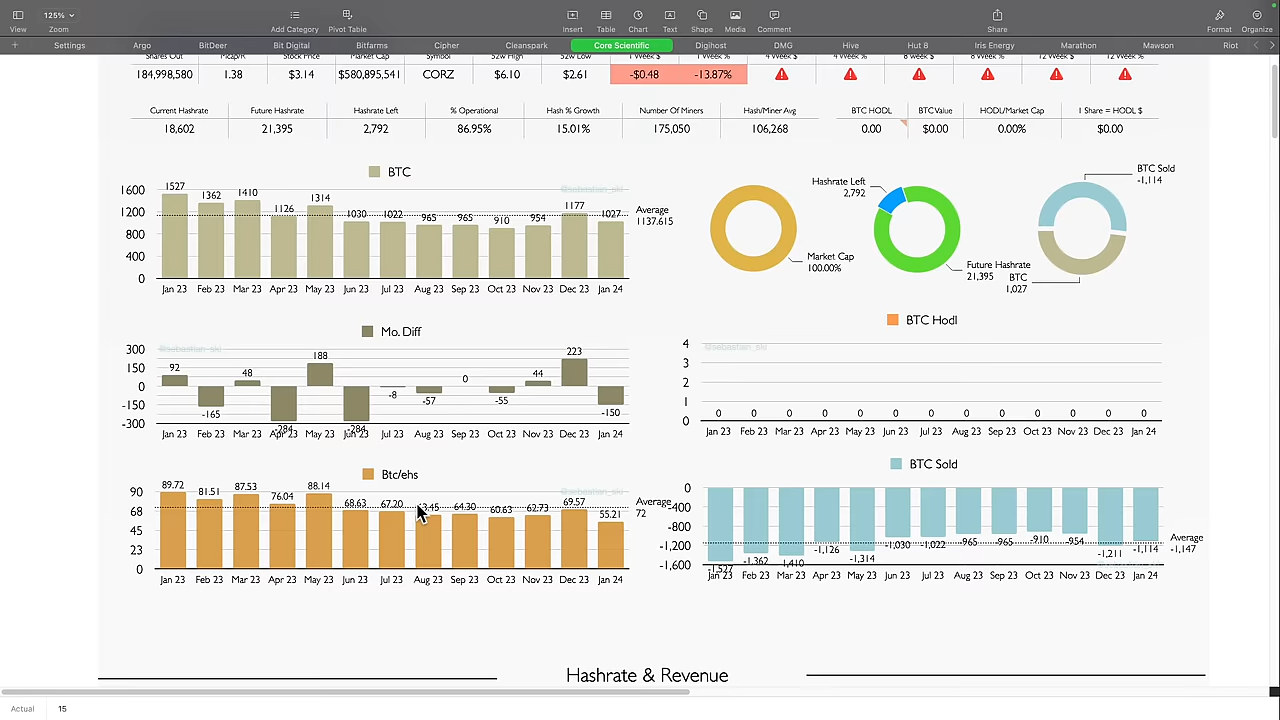 125%
View Zoom Add Category Pivot Table Insert Table Chart Text Shape Media Comment Share Format Organize
Settings Argo BitDeer Bit Digital Bitfarms Cipher Cleanspark Core Scientific Digihost DMG Hive Hut 8 Iris Energy Marathon Mawson Riot
184,998,580 1.38 $3.14 $580,895,541 CORZ $6.10 $2.61 -$0.48 -13.87%
Current Hashrate Future Hashrate Hashrate Left % Operational Hash % Growth Number Of Miners Hash/Miner Avg BTC HODL BTC Value HODL/Market Cap 1 Share = HODL $
18,602 21,395 2,792 86.95% 15.01% 175,050 106,268 0.00 $0.00 0.00% $0.00
BTC
@sebastian_ski
1600
1200
800
400
0
1527 1362 1410 1126 1314 1030 1022 965 965 910 954 1177 1027
Average
1137.615
Jan 23 Feb 23 Mar 23 Apr 23 May 23 Jun 23 Jul 23 Aug 23 Sep 23 Oct 23 Nov 23 Dec 23 Jan 24
Market Cap
100.00%
Hashrate Left
2,792
Future Hashrate
21,395
BTC Sold
-1,114
BTC
1,027
Mo. Diff
@sebastian_ski
300
150
0
-150
-300
92 -165 48 -284 188 -284 -8 -57 0 -55 44 223 -150
Jan 23 Feb 23 Mar 23 Apr 23 May 23 Jun 23 Jul 23 Aug 23 Sep 23 Oct 23 Nov 23 Dec 23 Jan 24
BTC Hodl
@sebastian_ski
4
3
2
1
0
0 0 0 0 0 0 0 0 0 0 0 0 0
Jan 23 Feb 23 Mar 23 Apr 23 May 23 Jun 23 Jul 23 Aug 23 Sep 23 Oct 23 Nov 23 Dec 23 Jan 24
Btc/ehs
@sebastian_ski
90
68
45
23
0
89.72 81.51 87.53 76.04 88.14 68.63 67.20 64.30 60.63 62.73 69.57 55.21
Average
72
Jan 23 Feb 23 Mar 23 Apr 23 May 23 Jun 23 Jul 23 Aug 23 Sep 23 Oct 23 Nov 23 Dec 23 Jan 24
BTC Sold
0
-400
-800
-1,200
-1,600
-1,527 -1,362 -1,410 -1,126 -1,314 -1,030 -1,022 -965 -965 -910 -954 -1,211 -1,114
Average
-1,147
Jan 23 Feb 23 Mar 23 Apr 23 May 23 Jun 23 Jul 23 Aug 23 Sep 23 Oct 23 Nov 23 Dec 23 Jan 24
Hashrate & Revenue
Actual 15